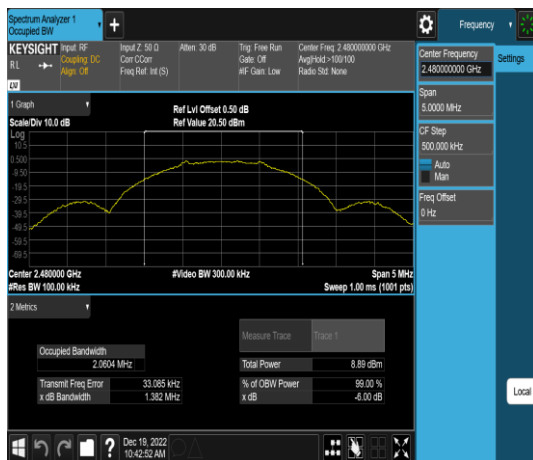 Spectrum Analyzer 1
Occupied BW
+
Frequency
KEYSIGHT
Input: RF
Input Z: 50 Ω
Atten: 30 dB
Trig: Free Run
Center Freq: 2.480000000 GHz
RL
Coupling: DC
Corr CCorr
Gate: Off
Avg|Hold:>100/100
Align: Off
Freq Ref: Int (S)
#IF Gain: Low
Radio Std: None
LXI
Center Frequency
2.480000000 GHz
Settings
Span
5.0000 MHz
CF Step
500.000 kHz
Auto
Man
Freq Offset
0 Hz
1 Graph
Ref Lvl Offset 0.50 dB
Scale/Div 10.0 dB
Ref Value 20.50 dBm
Log
10.5
0.500
-9.50
-19.5
-29.5
-39.5
-49.5
-59.5
-69.5
Center 2.480000 GHz
#Video BW 300.00 kHz
Span 5 MHz
#Res BW 100.00 kHz
Sweep 1.00 ms (1001 pts)
2 Metrics
Measure Trace
Trace 1
Occupied Bandwidth
2.0604 MHz
Total Power
8.89 dBm
Transmit Freq Error
33.085 kHz
% of OBW Power
99.00 %
x dB Bandwidth
1.382 MHz
x dB
-6.00 dB
Local
?
Dec 19, 2022
10:42:52 AM